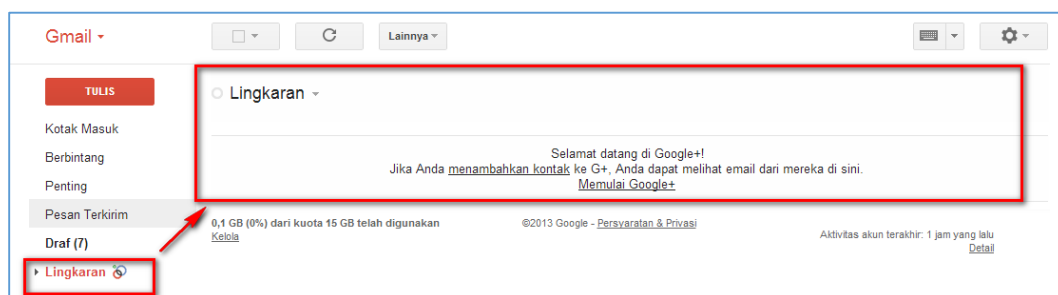 Gmail
Lainnya
TULIS
Lingkaran
Kotak Masuk
Berbintang
Penting
Pesan Terkirim
Draf (7)
Lingkaran
Selamat datang di Google+!
Jika Anda menambahkan kontak ke G+, Anda dapat melihat email dari mereka di sini.
Memulai Google+
0,1 GB (0%) dari kuota 15 GB telah digunakan
Kelola
©2013 Google - Persyaratan & Privasi
Aktivitas akun terakhir: 1 jam yang lalu
Detail